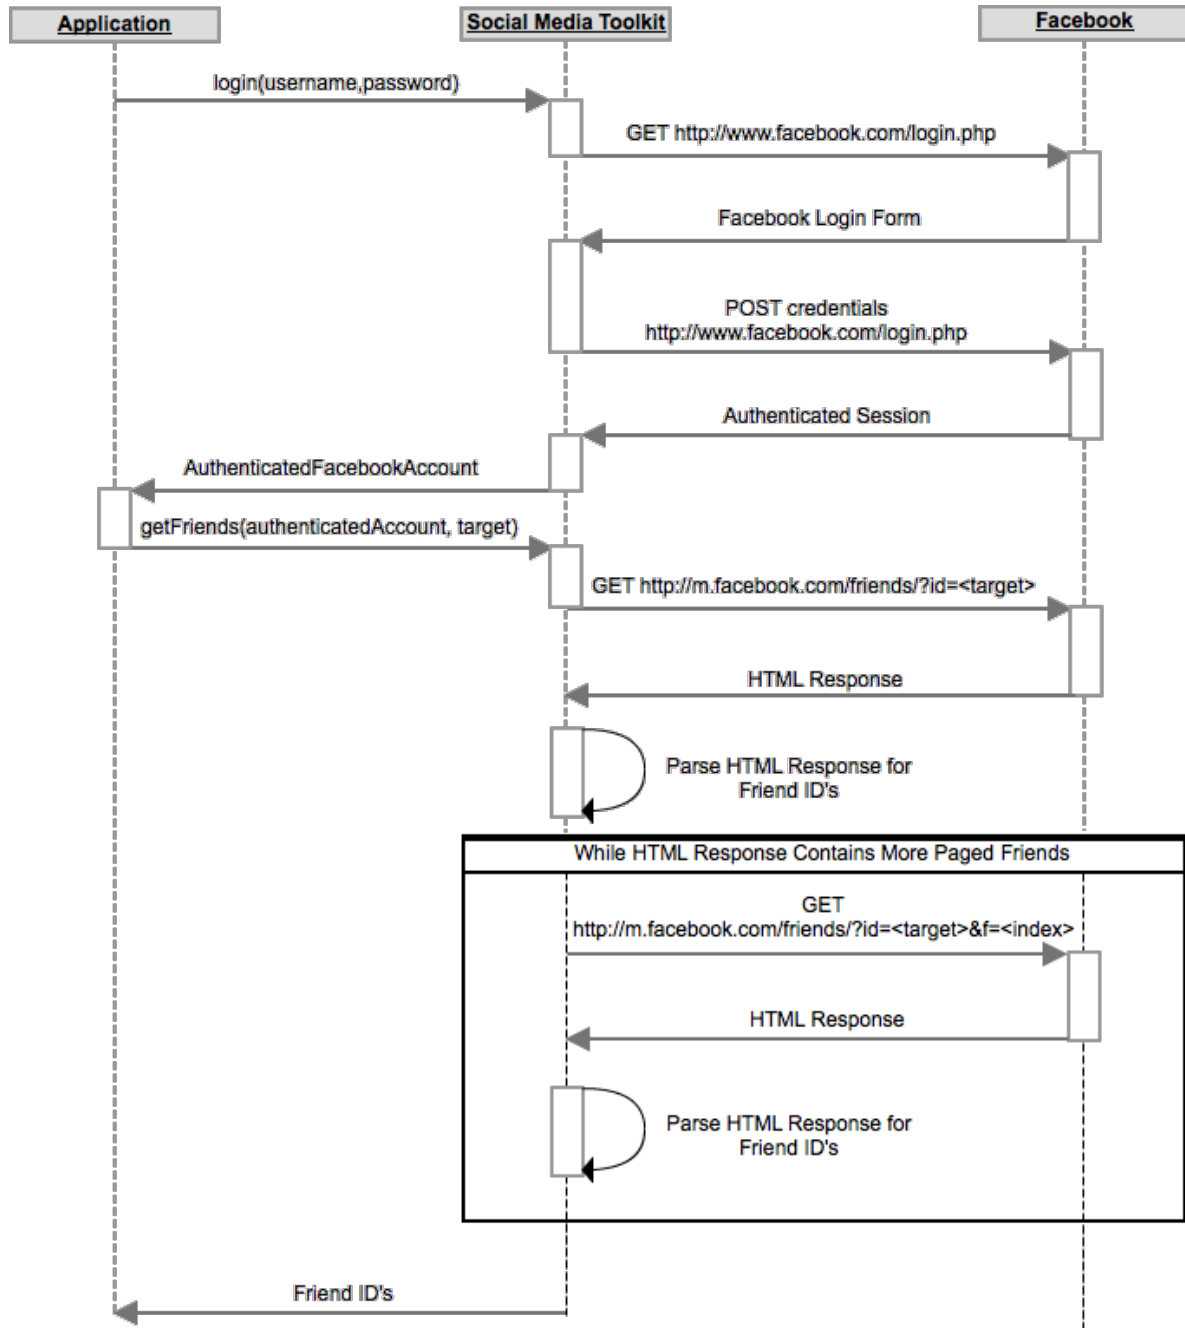 Application
Social Media Toolkit
Facebook
login(username,password)
GET http://www.facebook.com/login.php
Facebook Login Form
POST credentials
http://www.facebook.com/login.php
Authenticated Session
AuthenticatedFacebookAccount
getFriends(authenticatedAccount, target)
GET http://m.facebook.com/friends/?id=<target>
HTML Response
Parse HTML Response for
Friend ID's
While HTML Response Contains More Paged Friends
GET
http://m.facebook.com/friends/?id=<target>&f=<index>
HTML Response
Parse HTML Response for
Friend ID's
Friend ID's